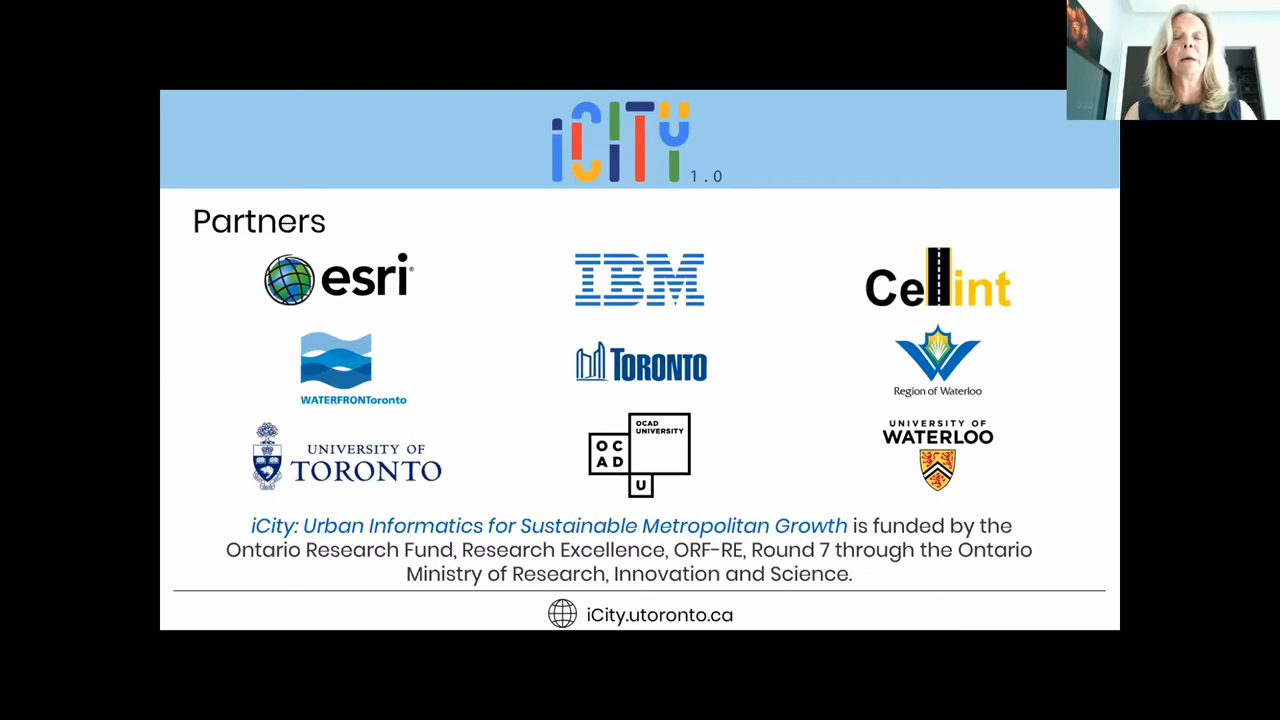 iCITY 1.0
Partners
esri®
IBM
Cellint
WATERFRONToronto
TORONTO
Region of Waterloo
UNIVERSITY OF
TORONTO
OCAD
UNIVERSITY
OC
AD
U
UNIVERSITY OF
WATERLOO
iCity: Urban Informatics for Sustainable Metropolitan Growth is funded by the
Ontario Research Fund, Research Excellence, ORF-RE, Round 7 through the Ontario
Ministry of Research, Innovation and Science.
iCity.utoronto.ca